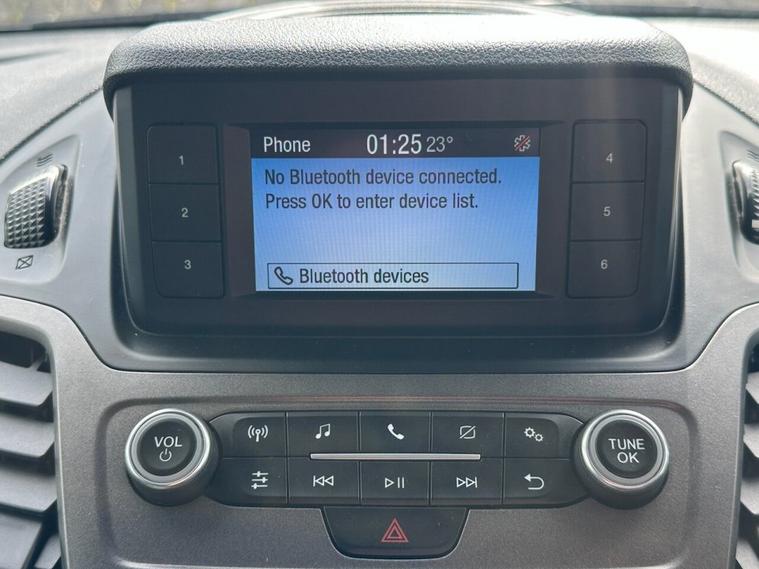 Phone 01:25 23°
No Bluetooth device connected.
Press OK to enter device list.
Bluetooth devices
1
2
3
4
5
6
VOL
TUNE
OK